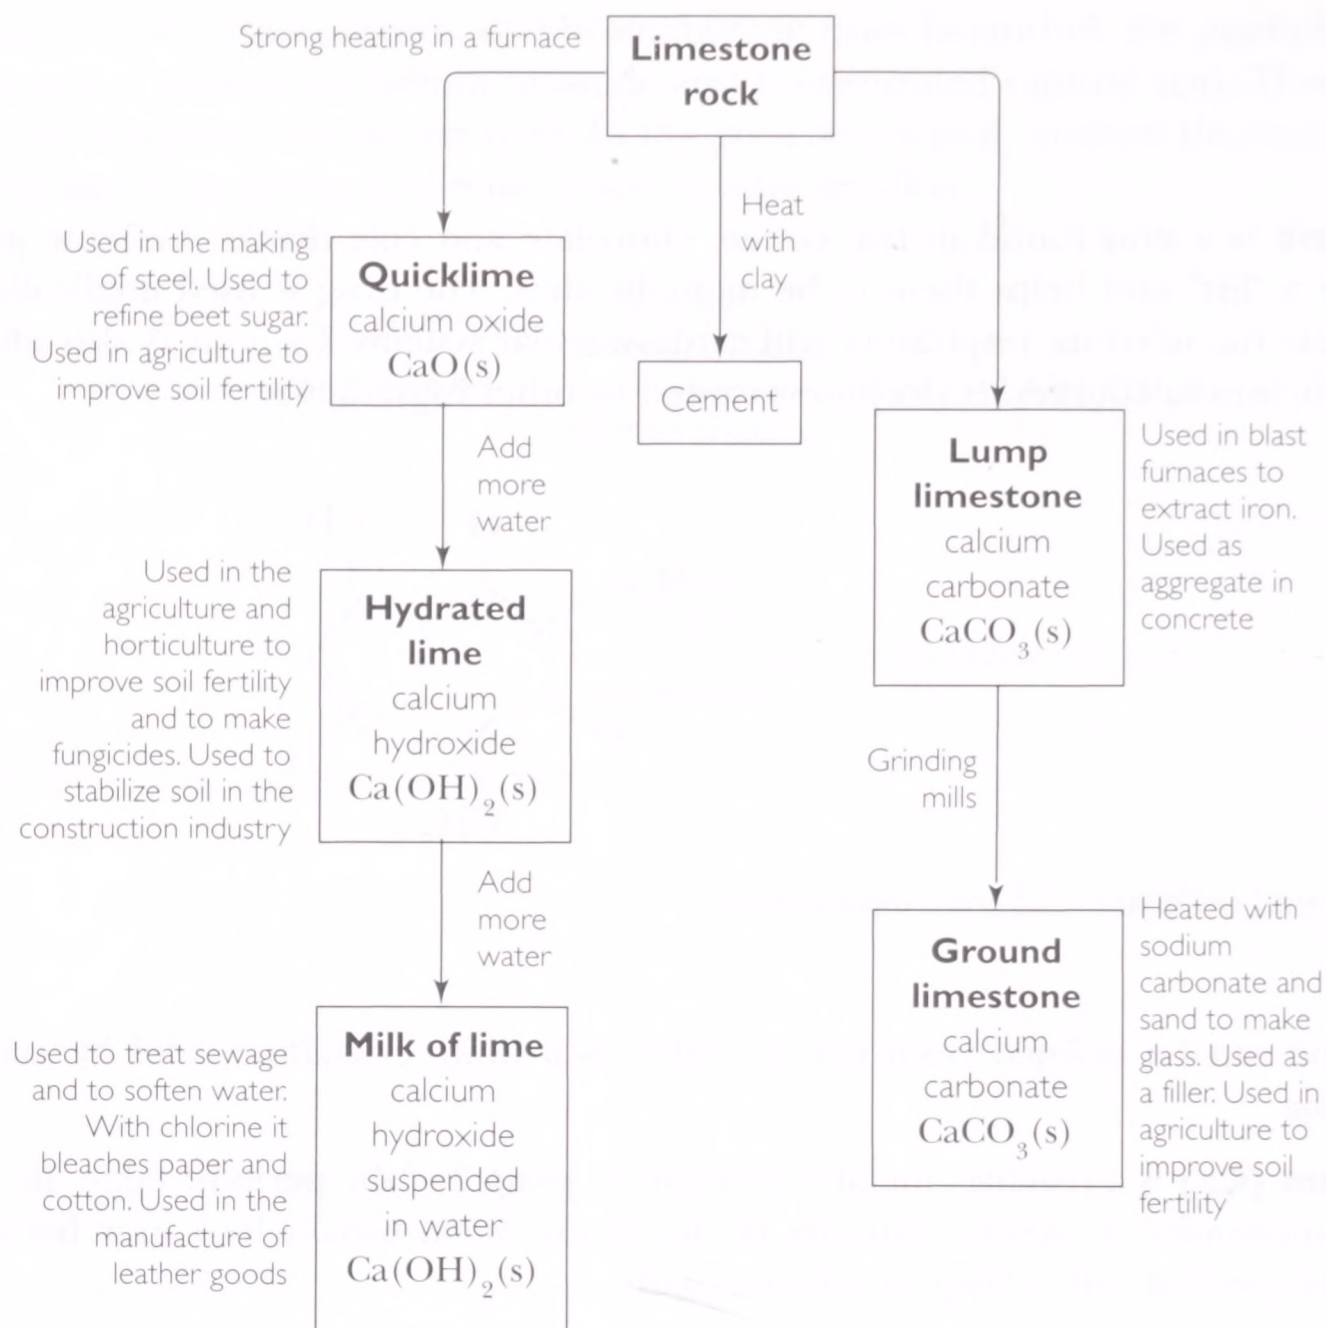 Strong heating in a furnace
Limestone
rock
Heat
with
clay
Used in the making
of steel. Used to
refine beet sugar.
Used in agriculture to
improve soil fertility
Quicklime
calcium oxide
CaO(s)
Cement
Add
more
water
Lump
limestone
calcium
carbonate
CaCO₃(s)
Used in blast
furnaces to
extract iron.
Used as
aggregate in
concrete
Used in the
agriculture and
horticulture to
improve soil fertility
and to make
fungicides. Used to
stabilize soil in the
construction industry
Hydrated
lime
calcium
hydroxide
Ca(OH)₂(s)
Grinding
mills
Add
more
water
Ground
limestone
calcium
carbonate
CaCO₃(s)
Heated with
sodium
carbonate and
sand to make
glass. Used as
a filler. Used in
agriculture to
improve soil
fertility
Used to treat sewage
and to soften water.
With chlorine it
bleaches paper and
cotton. Used in the
manufacture of
leather goods
Milk of lime
calcium
hydroxide
suspended
in water
Ca(OH)₂(s)